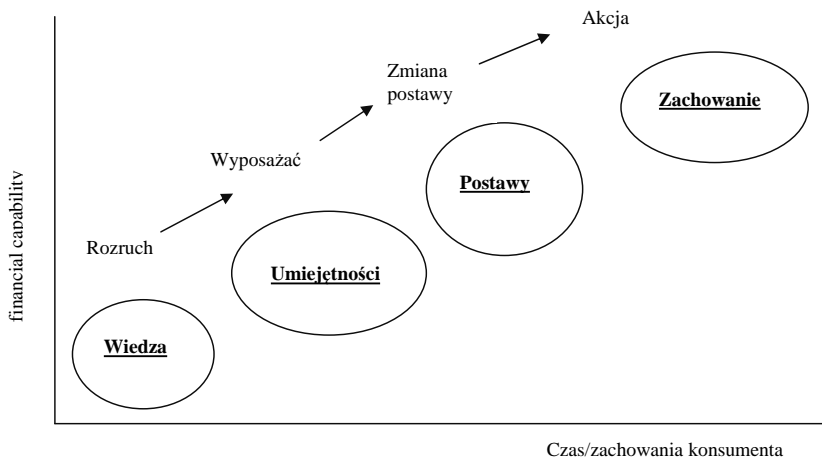 Akcja
Zmiana
postawy
Zachowanie
Wyposażać
Postawy
Rozruch
Umiejętności
Wiedza
financial capability
Czas/zachowania konsumenta